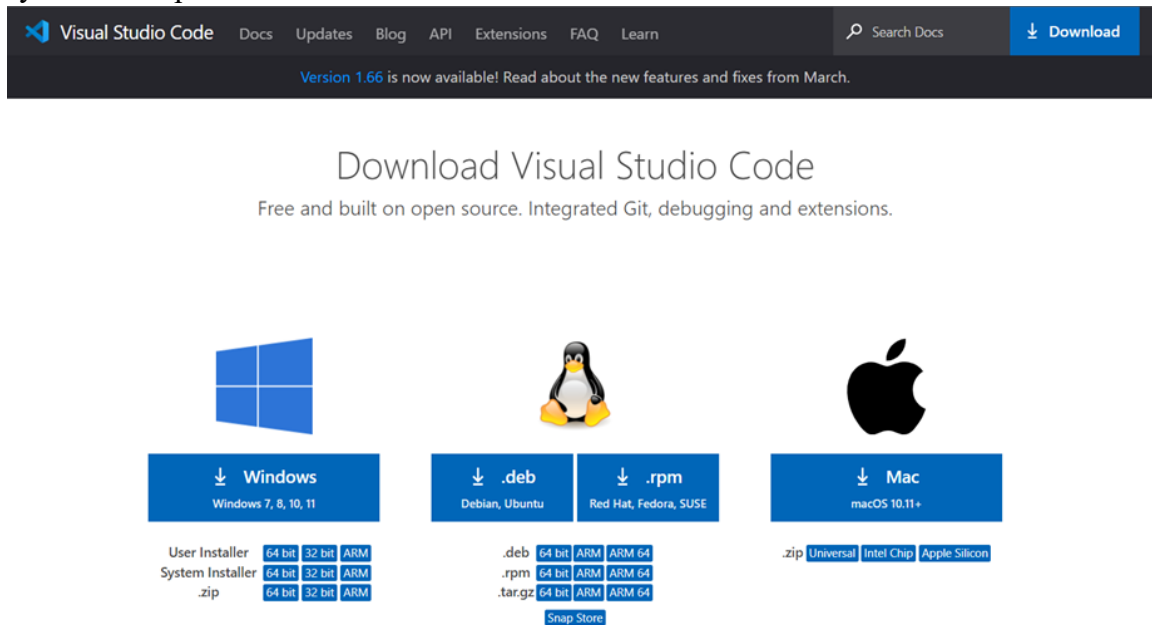 Visual Studio Code Docs Updates Blog API Extensions FAQ Learn Search Docs Download
Version 1.66 is now available! Read about the new features and fixes from March.
Download Visual Studio Code
Free and built on open source. Integrated Git, debugging and extensions.
Windows
Windows 7, 8, 10, 11
.deb
Debian, Ubuntu
.rpm
Red Hat, Fedora, SUSE
Mac
macOS 10.11+
User Installer 64 bit 32 bit ARM
System Installer 64 bit 32 bit ARM
.zip 64 bit 32 bit ARM
.deb 64 bit ARM ARM 64
.rpm 64 bit ARM ARM 64
.tar.gz 64 bit ARM ARM 64
Snap Store
.zip Universal Intel Chip Apple Silicon